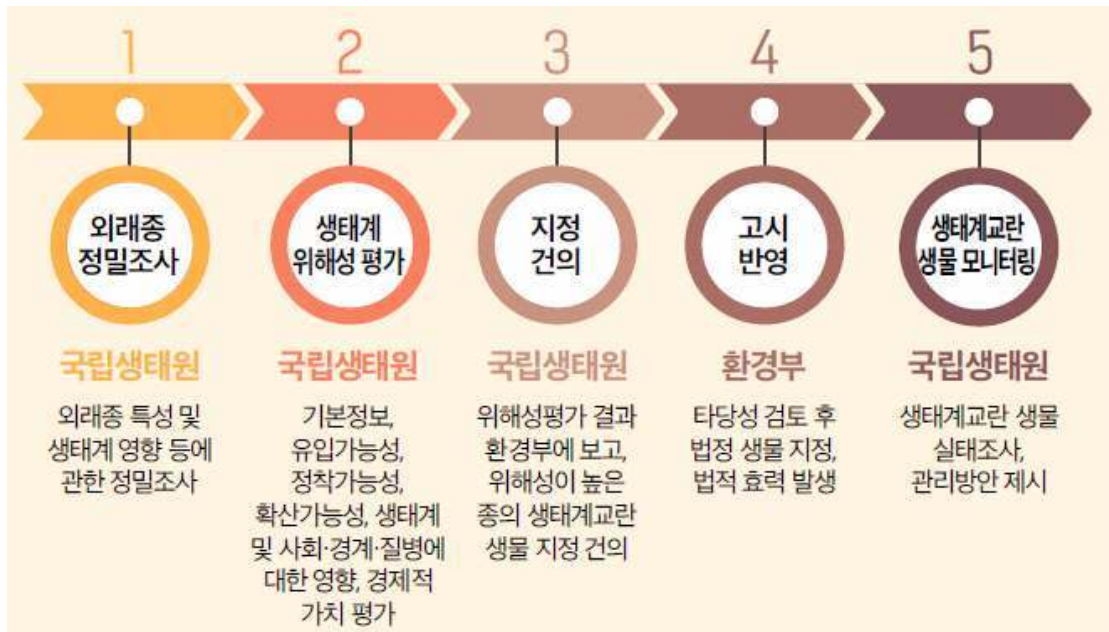 1
외래종
정밀조사
국립생태원
외래종 특성 및
생태계 영향 등에
관한 정밀조사
2
생태계
위해성 평가
국립생태원
기본정보,
유입가능성,
정착가능성,
확산가능성, 생태계
및 사회·경계·질병에
대한 영향, 경제적
가치 평가
3
지정
건의
국립생태원
위해성평가 결과
환경부에 보고,
위해성이 높은
종의 생태계교란
생물 지정 건의
4
고시
반영
환경부
타당성 검토 후
법정 생물 지정,
법적 효력 발생
5
생태계교란
생물 모니터링
국립생태원
생태계교란 생물
실태조사,
관리방안 제시